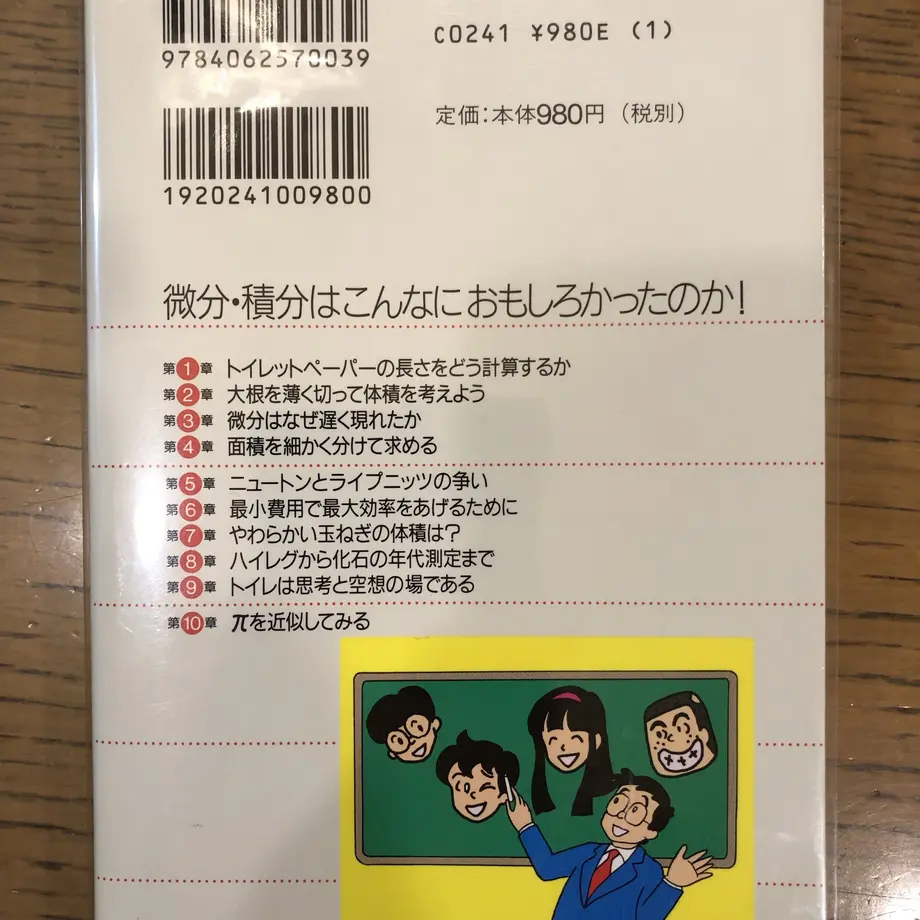 9784062570039
C0241 ¥980E (1)
定価：本体980円（税別）
1920241009800
微分・積分はこんなにおもしろかったのか！
第1章 トイレットペーパーの長さをどう計算するか
第2章 大根を薄く切って体積を考えよう
第3章 微分はなぜ遅く現れたか
第4章 面積を細かく分けて求める
第5章 ニュートンとライプニッツの争い
第6章 最小費用で最大効率をあげるために
第7章 やわらかい玉ねぎの体積は？
第8章 ハイレグから化石の年代測定まで
第9章 トイレは思考と空想の場である
第10章 πを近似してみる